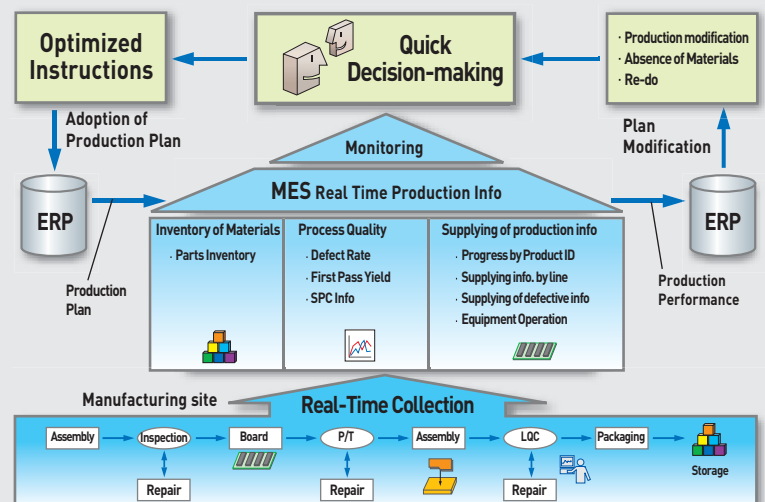 Optimized
Instructions
Quick
Decision-making
· Production modification
· Absence of Materials
· Re-do
Adoption of
Production Plan
Plan
Modification
Monitoring
MES Real Time Production Info
ERP
ERP
Inventory of Materials
· Parts Inventory
Process Quality
· Defect Rate
· First Pass Yield
· SPC Info
Supplying of production info
· Progress by Product ID
· Supplying info. by line
· Supplying of defective info
· Equipment Operation
Production
Plan
Production
Performance
Manufacturing site
Real-Time Collection
Assembly
Inspection
Board
P/T
Assembly
LQC
Packaging
Storage
Repair
Repair
Repair